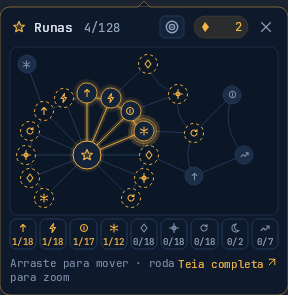 Runas 4/128 2
1/18 1/18 1/17 1/12 0/18 0/18 0/18 0/2 0/7
Arraste para mover · roda Teia completa
para zoom